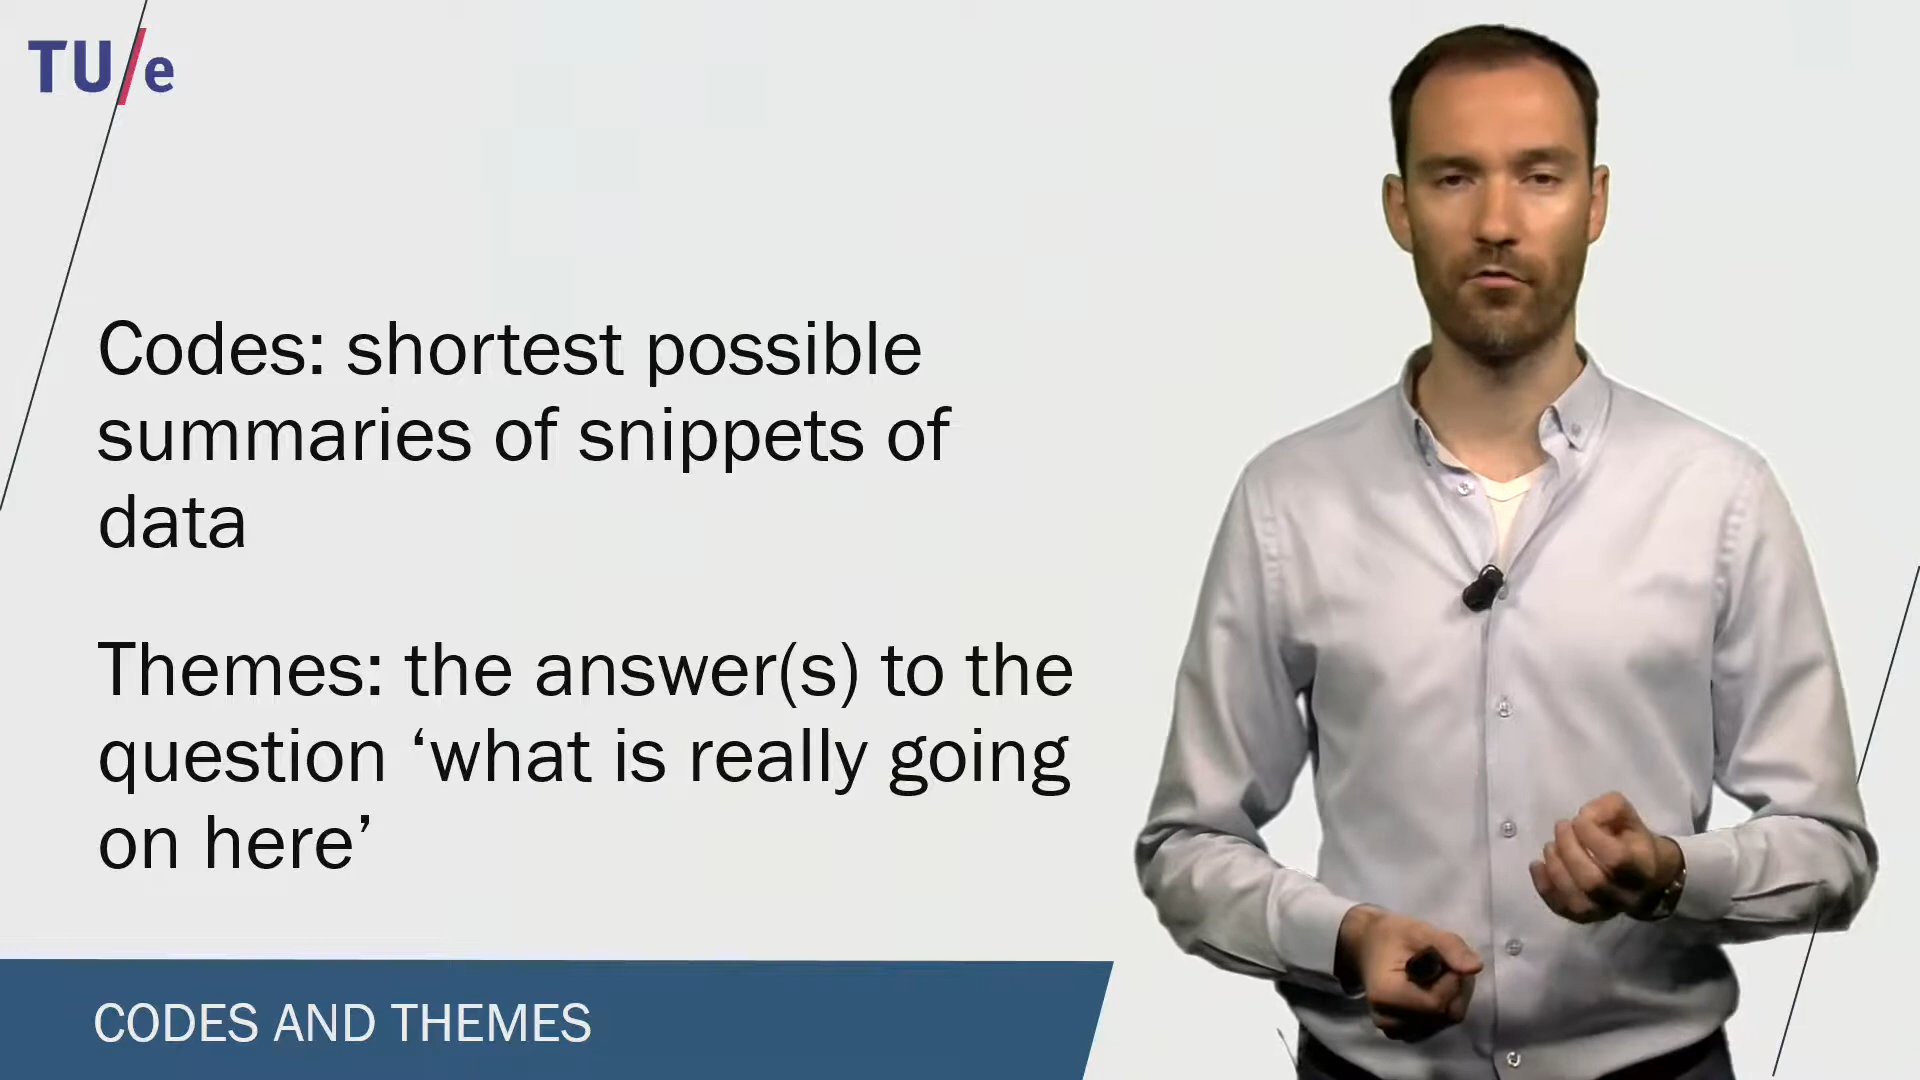 TU/e
Codes: shortest possible
summaries of snippets of
data
Themes: the answer(s) to the
question ‘what is really going
on here’
CODES AND THEMES